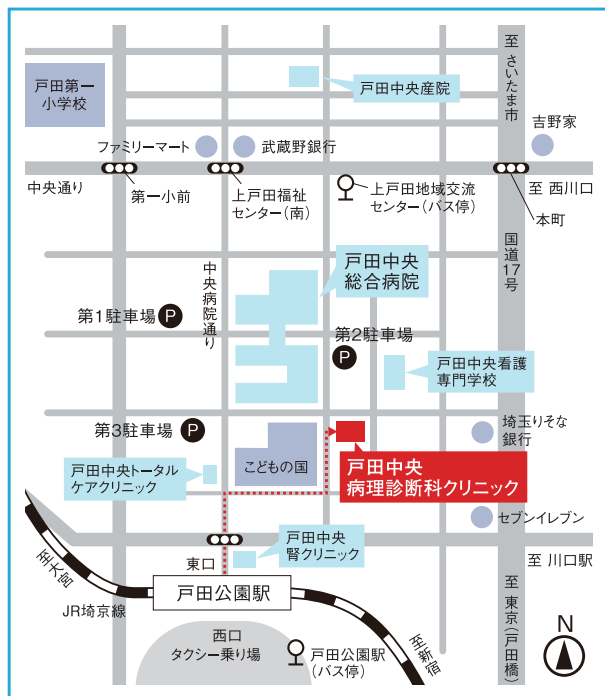 至 さいたま市
戸田第一
小学校
戸田中央産院
吉野家
ファミリーマート
武蔵野銀行
中央通り
第一小前
上戸田福祉
センター(南)
上戸田地域交流
センター(バス停)
至 西川口
本町
国道17号
中央病院通り
戸田中央
総合病院
第1駐車場
P
第2駐車場
P
戸田中央看護
専門学校
第3駐車場
P
埼玉りそな
銀行
こどもの国
戸田中央
病理診断科クリニック
戸田中央トータル
ケアクリニック
セブンイレブン
戸田中央
腎クリニック
東口
至 川口駅
至大宮
戸田公園駅
JR埼京線
至 東京(戸田橋)
西口
タクシー乗り場
戸田公園駅
(バス停)
至新宿
N